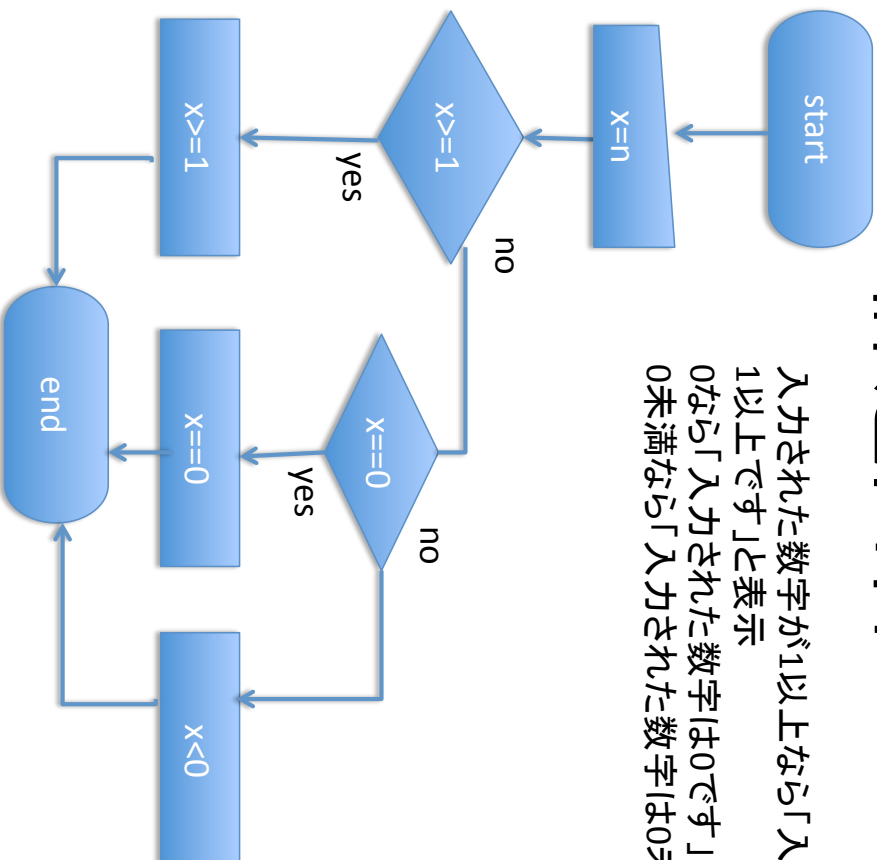 start
x=n
x>=1
no
yes
x>=1
x==0
no
yes
x==0
x<0
end
入力された数字が1以上なら「入
1以上です」と表示
0なら「入力された数字は0です」
0未満なら「入力された数字は0